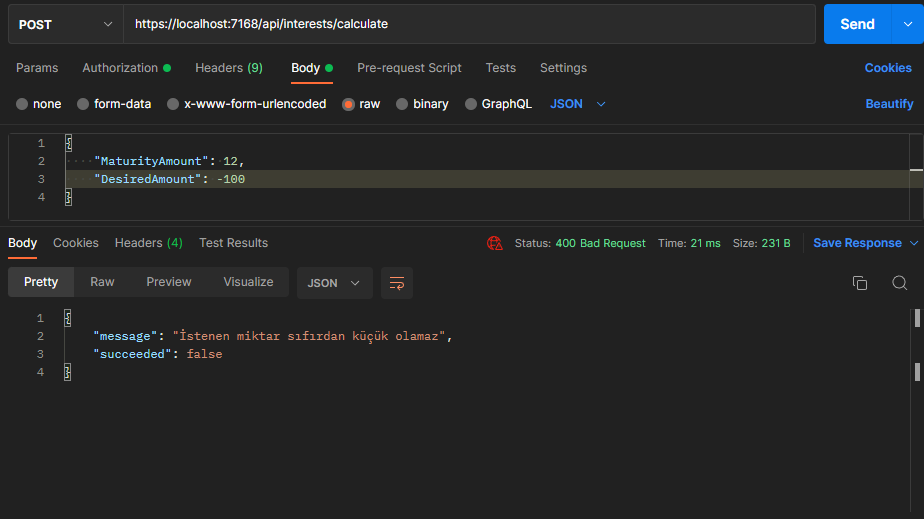 POST https://localhost:7168/api/interests/calculate Send
Params Authorization Headers (9) Body Pre-request Script Tests Settings Cookies
none form-data x-www-form-urlencoded raw binary GraphQL JSON Beautify
1 {
2 "MaturityAmount": 12,
3 "DesiredAmount": -100
4 }
Body Cookies Headers (4) Test Results Status: 400 Bad Request Time: 21 ms Size: 231 B Save Response
Pretty Raw Preview Visualize JSON
1 {
2 "message": "İstenen miktar sıfırdan küçük olamaz",
3 "succeeded": false
4 }